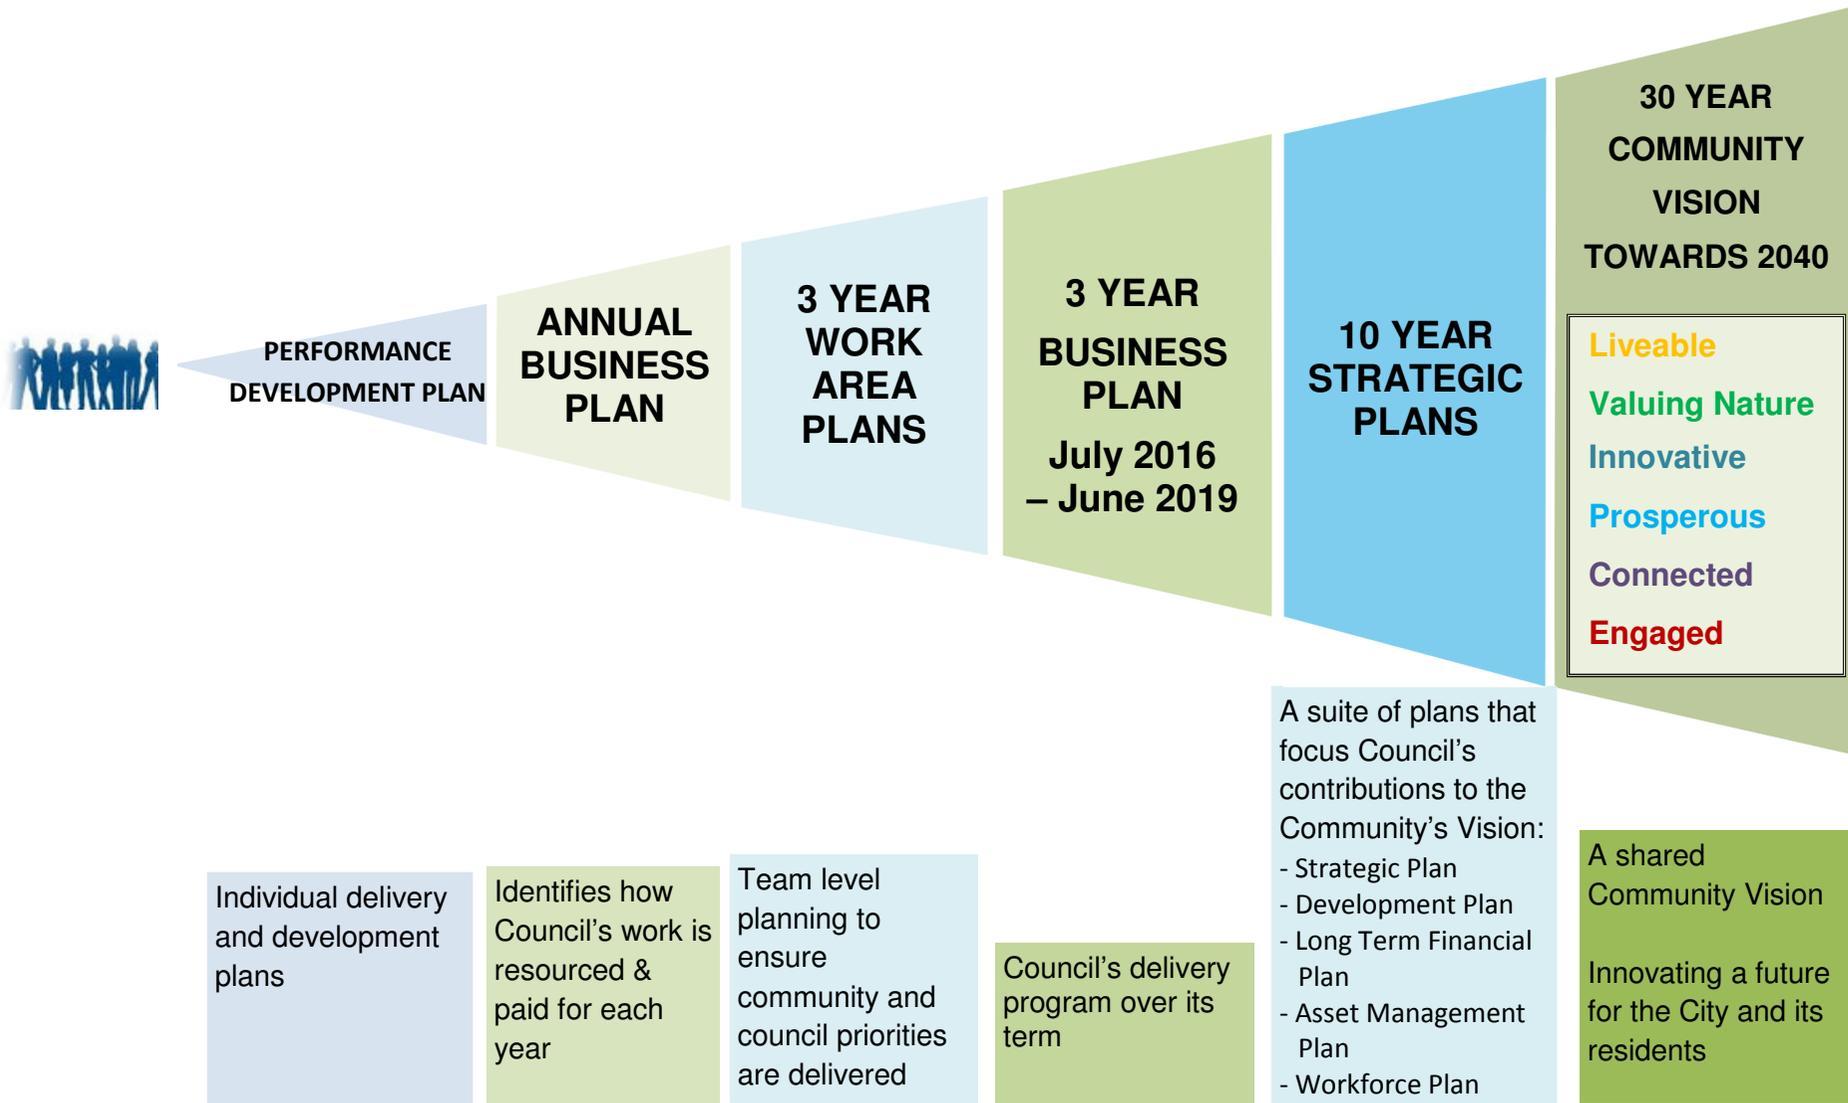 PERFORMANCE
DEVELOPMENT PLAN
ANNUAL
BUSINESS
PLAN
3 YEAR
WORK
AREA
PLANS
3 YEAR
BUSINESS
PLAN
July 2016
– June 2019
10 YEAR
STRATEGIC
PLANS
30 YEAR
COMMUNITY
VISION
TOWARDS 2040
Liveable
Valuing Nature
Innovative
Prosperous
Connected
Engaged
Individual delivery
and development
plans
Identifies how
Council’s work is
resourced &
paid for each
year
Team level
planning to
ensure
community and
council priorities
are delivered
Council’s delivery
program over its
term
A suite of plans that
focus Council’s
contributions to the
Community’s Vision:
- Strategic Plan
- Development Plan
- Long Term Financial
Plan
- Asset Management
Plan
- Workforce Plan
A shared
Community Vision
Innovating a future
for the City and its
residents